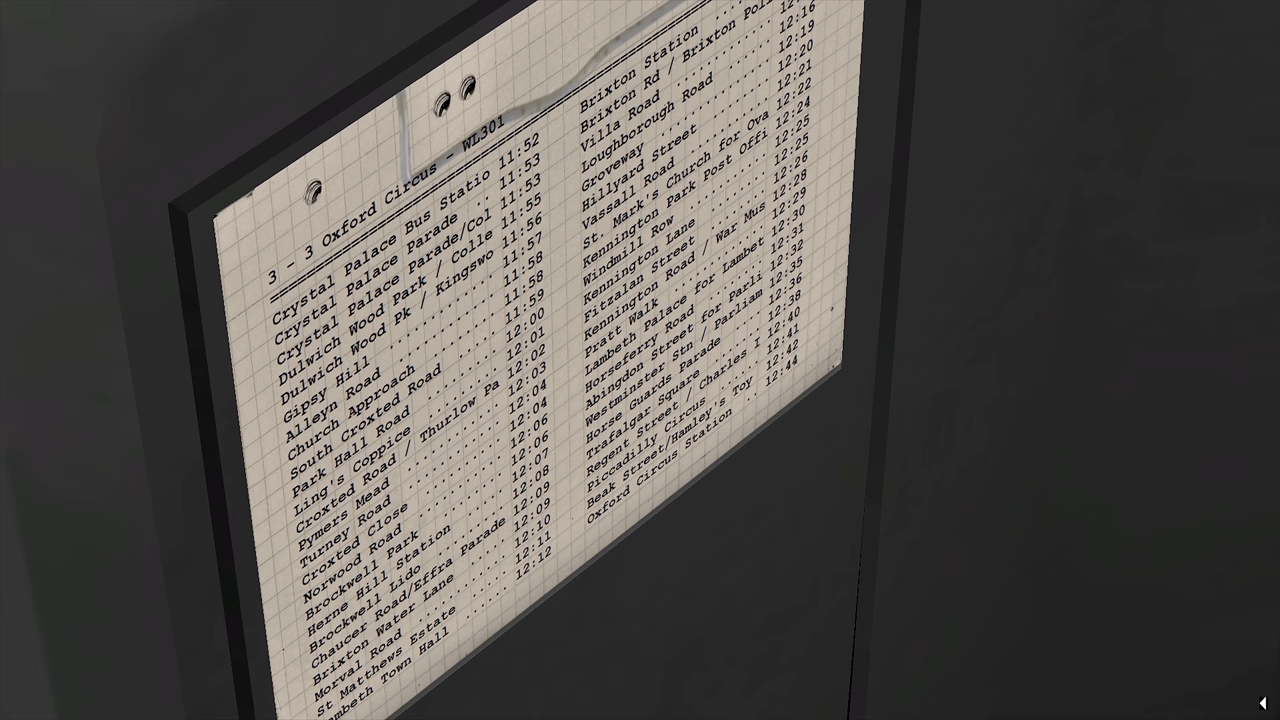 3 - 3 Oxford Circus - WL301
Crystal Palace Bus Statio 11:52
Crystal Palace Parade .. 11:53
Crystal Palace Parade/Col 11:53
Dulwich Wood Park / Colle 11:55
Dulwich Wood Pk / Kingswo 11:56
Gipsy Hill ............. 11:57
Alleyn Road ............ 11:58
Church Approach ........ 11:58
South Croxted Road ..... 11:59
Park Hall Road ......... 12:00
Ling's Coppice ......... 12:01
Croxted Road / Thurlow Pa 12:02
Pymers Mead ............ 12:03
Turney Road ............ 12:04
Croxted Close .......... 12:04
Norwood Road ........... 12:06
Brockwell Park ......... 12:06
Herne Hill Station ..... 12:07
Brockwell Lido ......... 12:08
Chaucer Road/Effra Parade 12:09
Brixton Water Lane ..... 12:09
Morval Road ............ 12:10
St Matthews Estate ..... 12:11
mbeth Town Hall ...... 12:12
Brixton Station ....
Brixton Rd / Brixton Poli
Villa Road ............
Loughborough Road ...... 12:16
Groveway ............... 12:19
Hillyard Street ........ 12:20
Vassall Road ........... 12:21
St. Mark's Church for Ova 12:22
Kennington Park Post Offi 12:24
Windmill Row ........... 12:25
Kennington Lane ........ 12:25
Fitzalan Street ........ 12:26
Kennington Road / War Mus 12:28
Pratt Walk ............. 12:29
Lambeth Palace for Lambet 12:30
Horseferry Road ........ 12:31
Abingdon Street for Parli 12:32
Westminster Stn / Parliam 12:35
Horse Guards Parade .... 12:36
Trafalgar Square ....... 12:38
Regent Street / Charles I 12:40
Piccadilly Circus ...... 12:41
Beak Street/Hamley's Toy 12:42
Oxford Circus Station .. 12:44